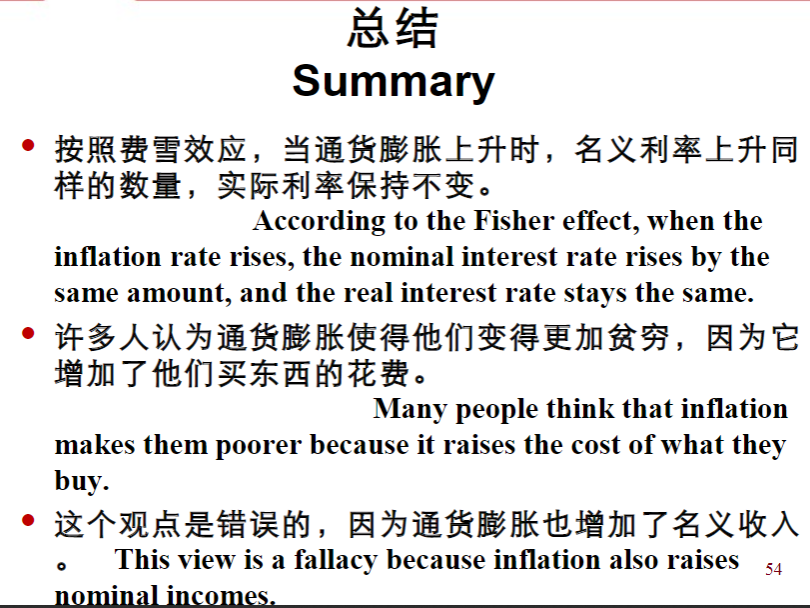 总结
Summary
• 按照费雪效应，当通货膨胀上升时，名义利率上升同
样的数量，实际利率保持不变。
According to the Fisher effect, when the
inflation rate rises, the nominal interest rate rises by the
same amount, and the real interest rate stays the same.
• 许多人认为通货膨胀使得他们变得更加贫穷，因为它
增加了他们买东西的花费。
Many people think that inflation
makes them poorer because it raises the cost of what they
buy.
• 这个观点是错误的，因为通货膨胀也增加了名义收入
。 This view is a fallacy because inflation also raises
nominal incomes.
54